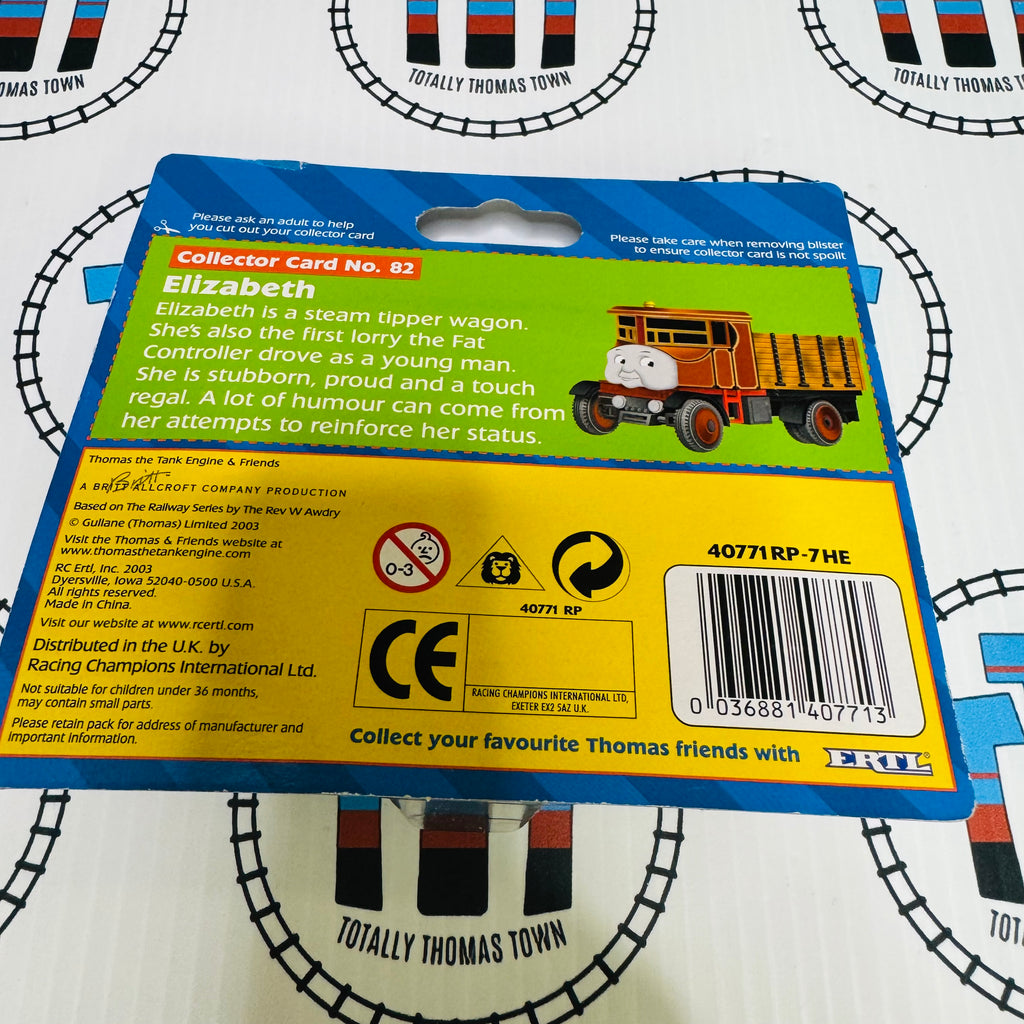 OMAS TOWN
TOTALLY THOMAS TOWN
TOTALLY THOMAS TOWN
Please ask an adult to help
you cut out your collector card
Please take care when removing blister
to ensure collector card is not spoilt
Collector Card No. 82
Elizabeth
Elizabeth is a steam tipper wagon.
She's also the first lorry the Fat
Controller drove as a young man.
She is stubborn, proud and a touch
regal. A lot of humour can come from
her attempts to reinforce her status.
Thomas the Tank Engine & Friends
Britt
A BRITT ALLCROFT COMPANY PRODUCTION
Based on The Railway Series by The Rev W Awdry
© Gullane (Thomas) Limited 2003
Visit the Thomas & Friends website at
www.thomasthetankengine.com
RC Ertl, Inc. 2003
Dyersville, Iowa 52040-0500 U.S.A.
All rights reserved.
Made in China.
Visit our website at www.rcertl.com
Distributed in the U.K. by
Racing Champions International Ltd.
Not suitable for children under 36 months,
may contain small parts.
Please retain pack for address of manufacturer and
important information.
0-3
40771 RP
CE
RACING CHAMPIONS INTERNATIONAL LTD,
EXETER EX2 5AZ U.K.
40771RP-7HE
0 036881 407713
Collect your favourite Thomas friends with
ERTL®
TOTALLY THOMAS TOWN
TO